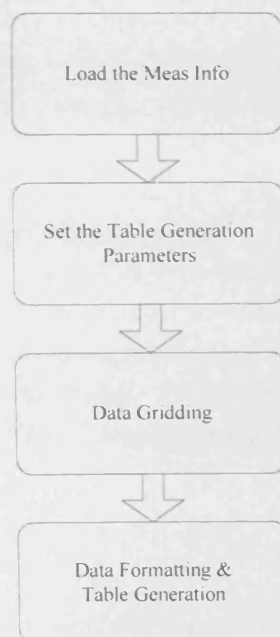 Load the Meas Info
Set the Table Generation
Parameters
Data Gridding
Data Formatting &
Table Generation